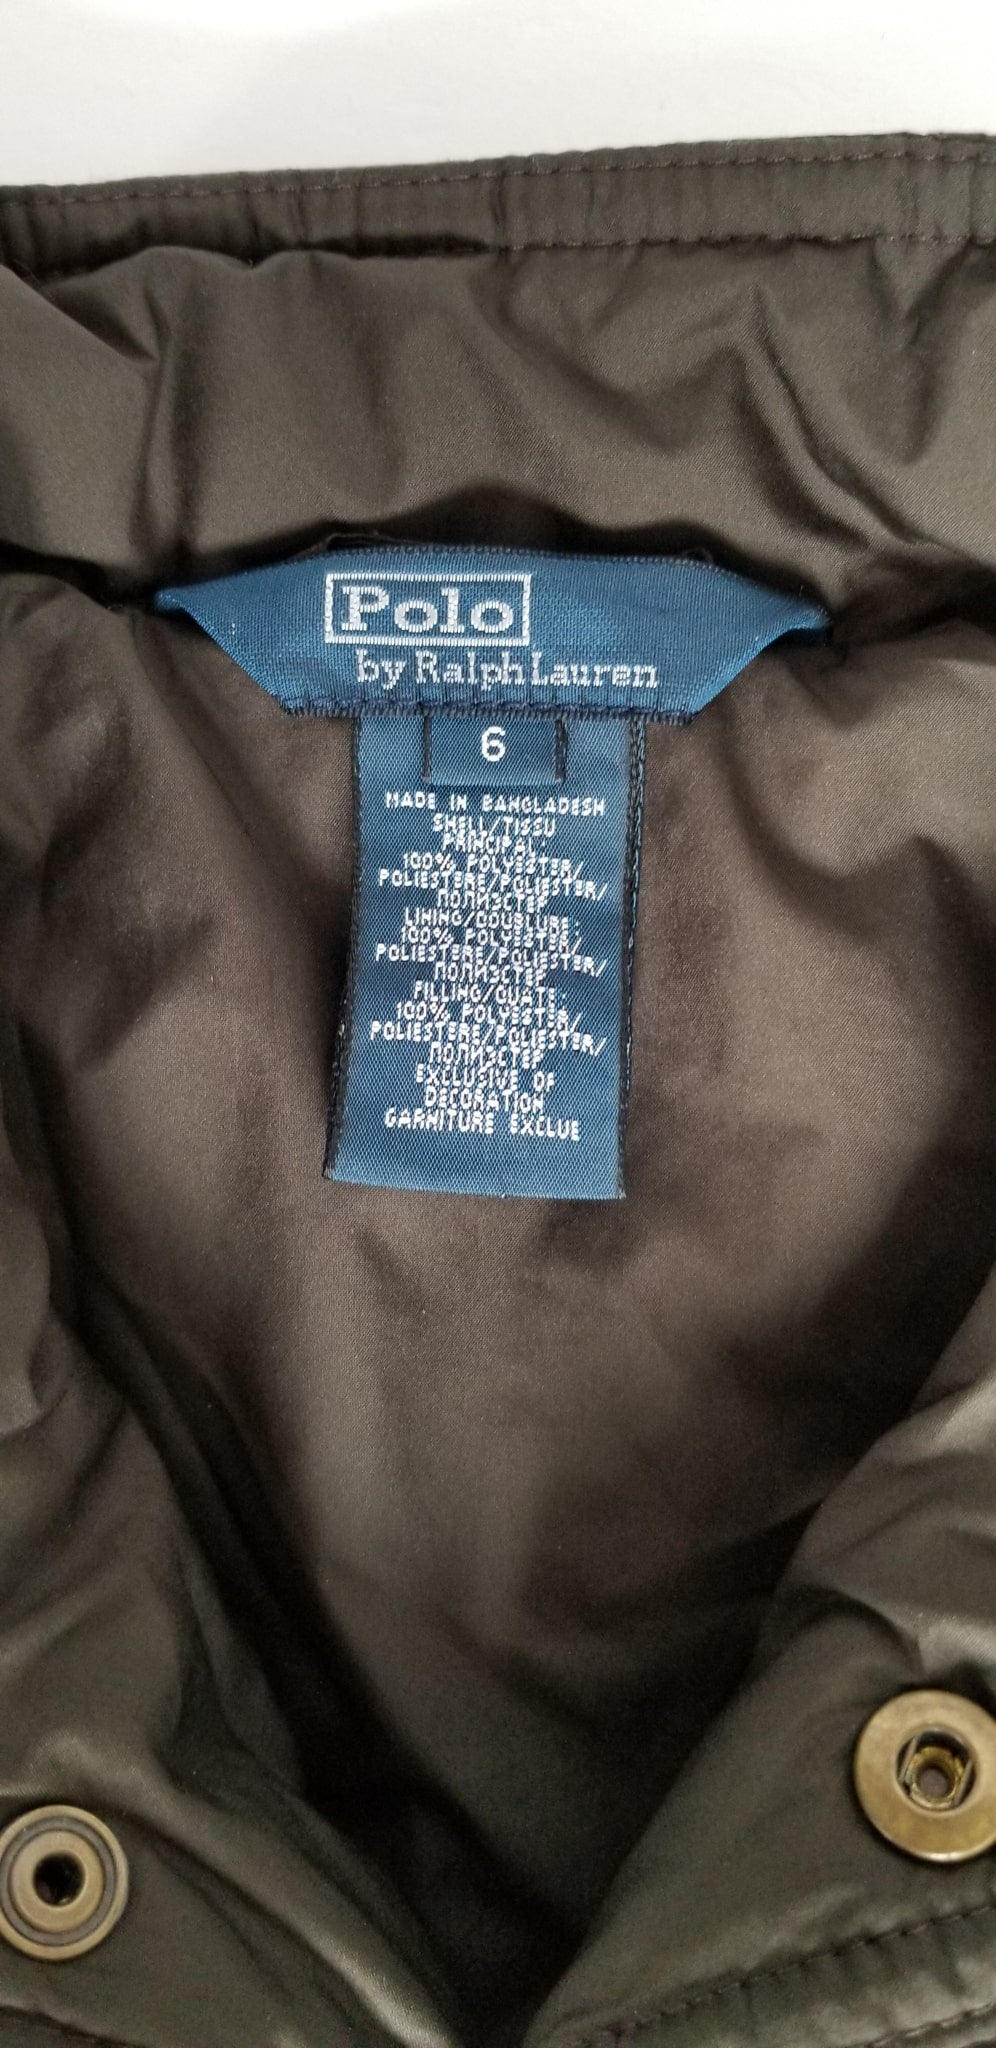 Polo
by Ralph Lauren
6
MADE IN BANGLADESH
SHELL/TISSU
PRINCIPAL
100% POLYESTER/
POLIESTERE/POLIESTER/
ПОЛИЭСТЕР
LINING/DOUBLURE:
100% POLYESTER/
POLIESTERE/POLIESTER/
ПОЛИЭСТЕР
FILLING/OUATE:
100% POLYESTER/
POLIESTERE/POLIESTER/
ПОЛИЭСТЕР
EXCLUSIVE OF
DECORATION
GARNITURE EXCLUE